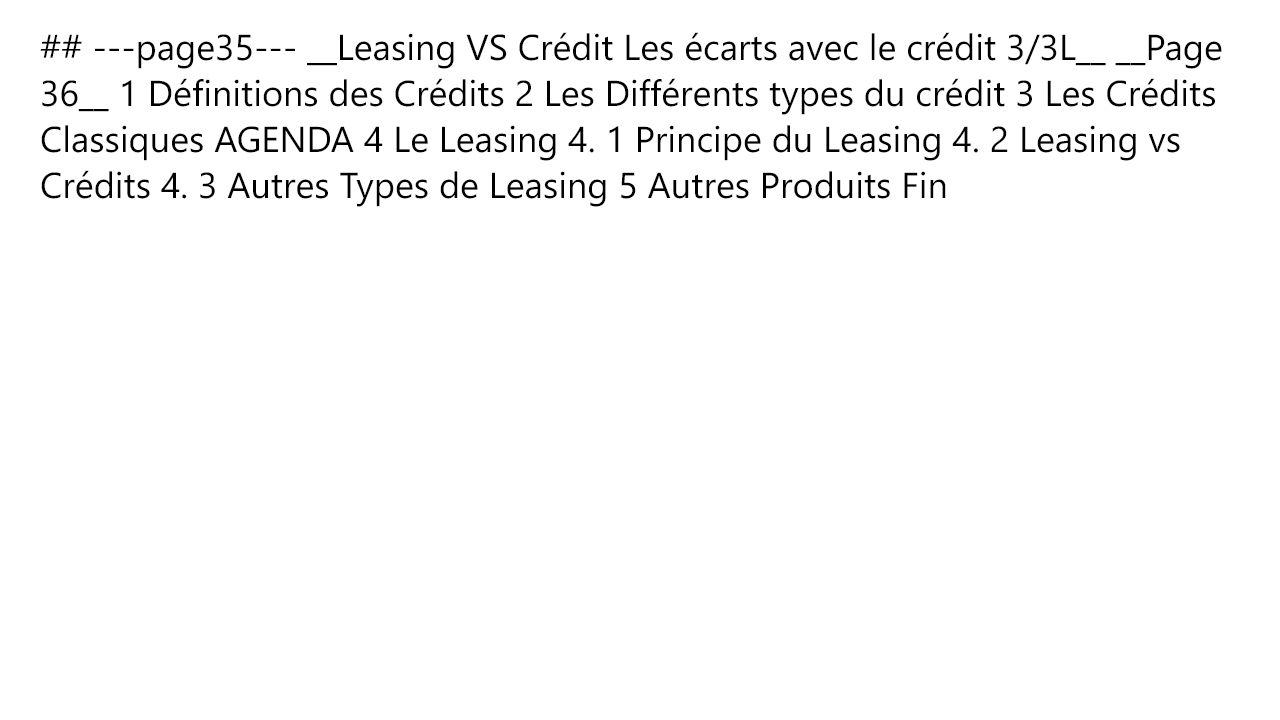 ## ---page35--- __Leasing VS Crédit Les écarts avec le crédit 3/3L__ __Page
36__ 1 Définitions des Crédits 2 Les Différents types du crédit 3 Les Crédits
Classiques AGENDA 4 Le Leasing 4. 1 Principe du Leasing 4. 2 Leasing vs
Crédits 4. 3 Autres Types de Leasing 5 Autres Produits Fin